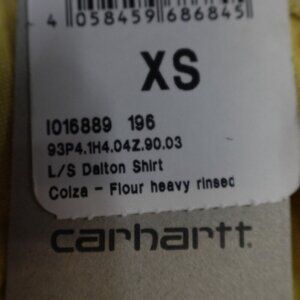 4 058459 686845
XS
I016889 196
93P4.1H4.04Z.90.03
L/S Dalton Shirt
Colza - Flour heavy rinsed
carhartt